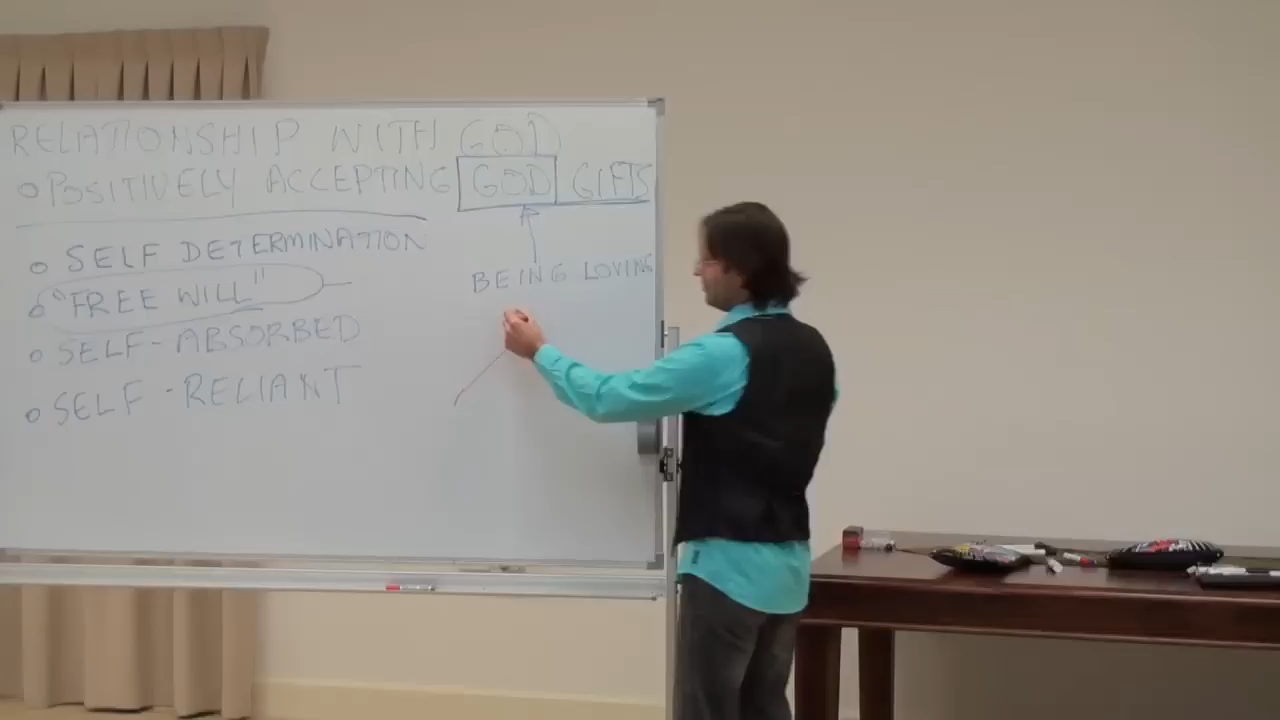 RELATIONSHIP WITH GOD
POSITIVELY ACCEPTING GOD GIFTS
SELF DETERMINATION
"FREE WILL"
BEING LOVING
SELF-ABSORBED
SELF-RELIANT